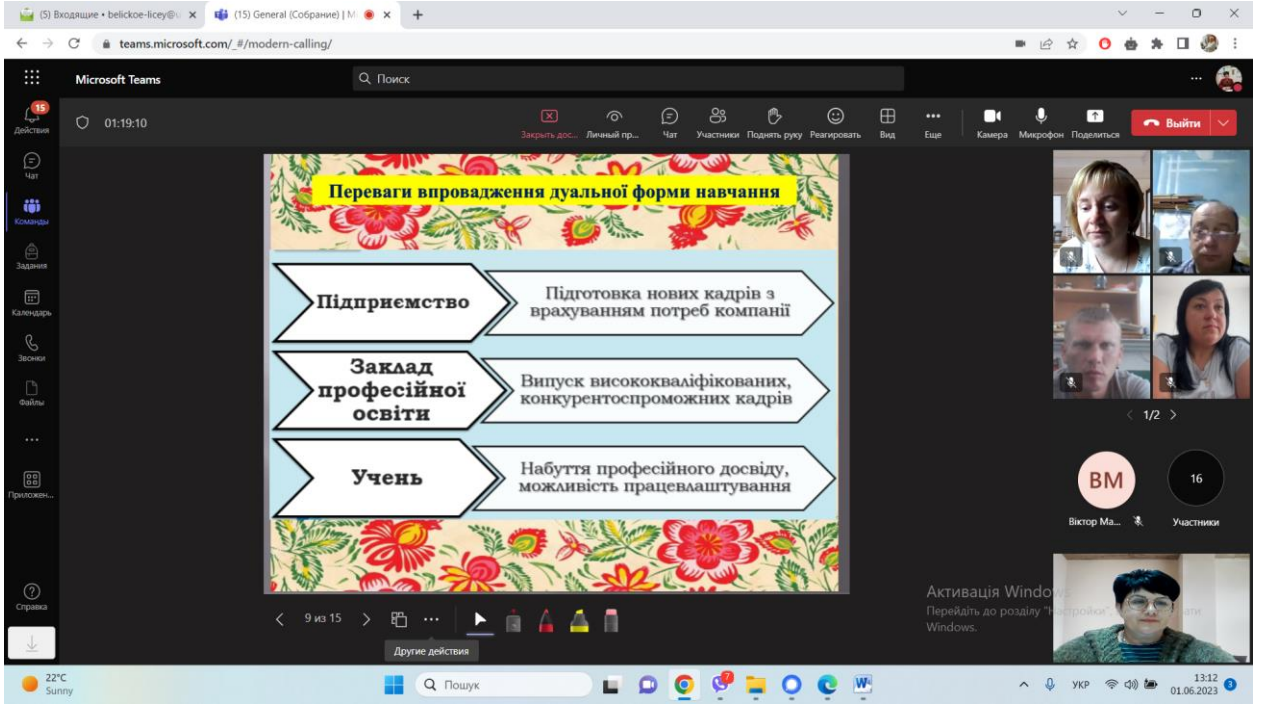 (5) Входящие • belickoe-licey@u
(15) General (Собрание) | M
teams.microsoft.com/_#/modern-calling/
Microsoft Teams
Поиск
15
Действия
Чат
Команды
Задания
Календарь
Звонки
Файлы
Приложен...
Справка
01:19:10
Закрыть дос...
Личный пр...
Чат
Участники
Поднять руку
Реагировать
Вид
Еще
Камера
Микрофон
Поделиться
Выйти
Переваги впровадження дуальної форми навчання
Підприємство
Підготовка нових кадрів з
врахуванням потреб компанії
Заклад
професійної
освіти
Випуск висококваліфікованих,
конкурентоспроможних кадрів
Учень
Набуття професійного досвіду,
можливість працевлаштування
1/2
ВМ
Віктор Ма...
16
Участники
9 из 15
Другие действия
Активація Windows
Перейдіть до розділу
Windows.
22°C
Sunny
Пошук
7
УКР
13:12
01.06.2023
3